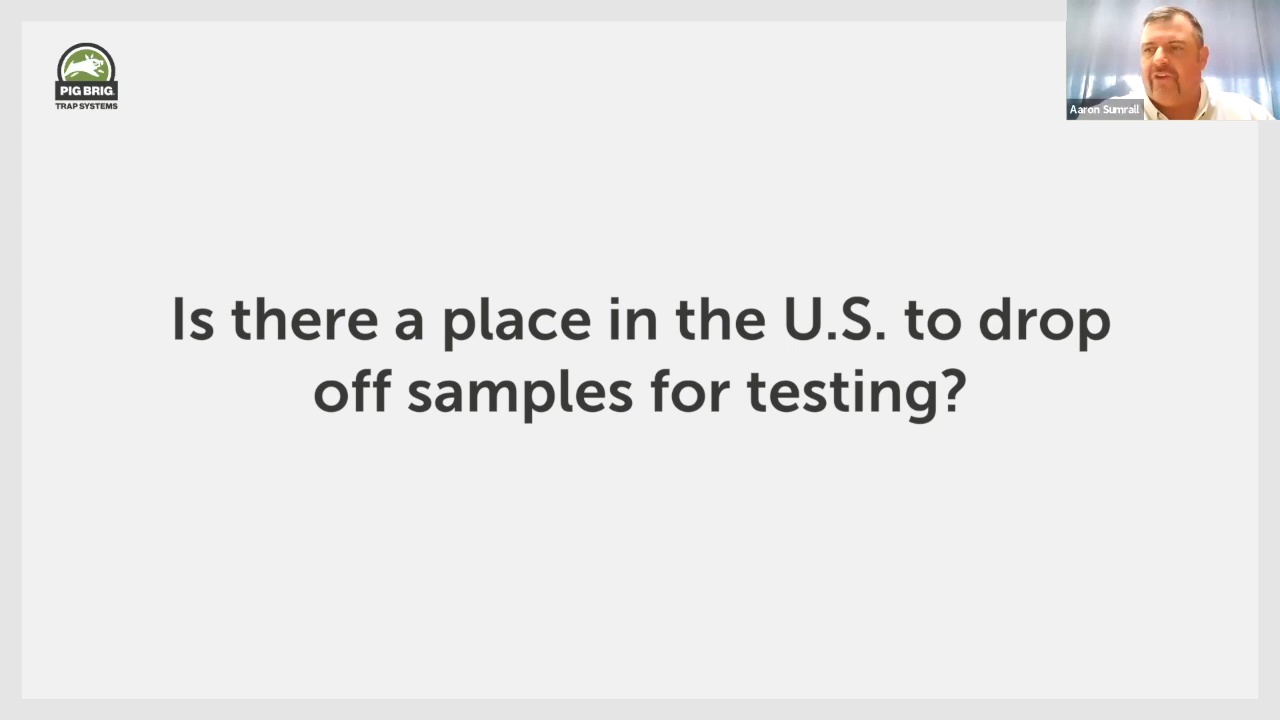 PIG BRIG.
TRAP SYSTEMS
Aaron Sumrall
Is there a place in the U.S. to drop
off samples for testing?